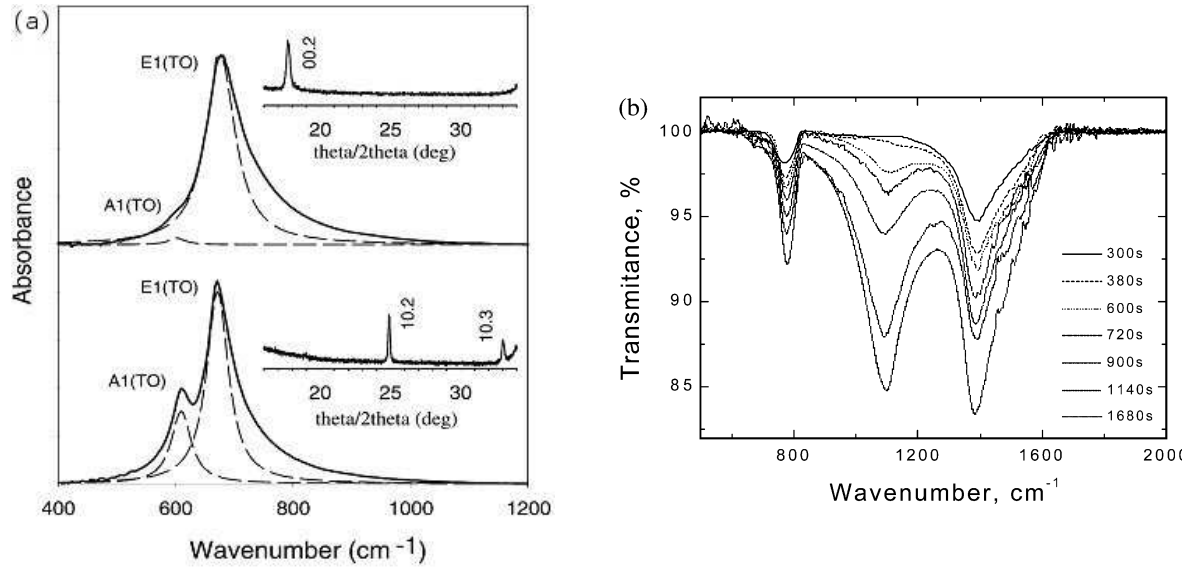 (a)
E1(TO)
A1(TO)
00.2
20 25 30
theta/2theta (deg)
Absorbance
E1(TO)
A1(TO)
10.2
10.3
20 25 30
theta/2theta (deg)
400 600 800 1000 1200
Wavenumber (cm -1)
(b)
100
95
90
85
Transmitance, %
300s
380s
600s
720s
900s
1140s
1680s
800 1200 1600 2000
Wavenumber, cm-1